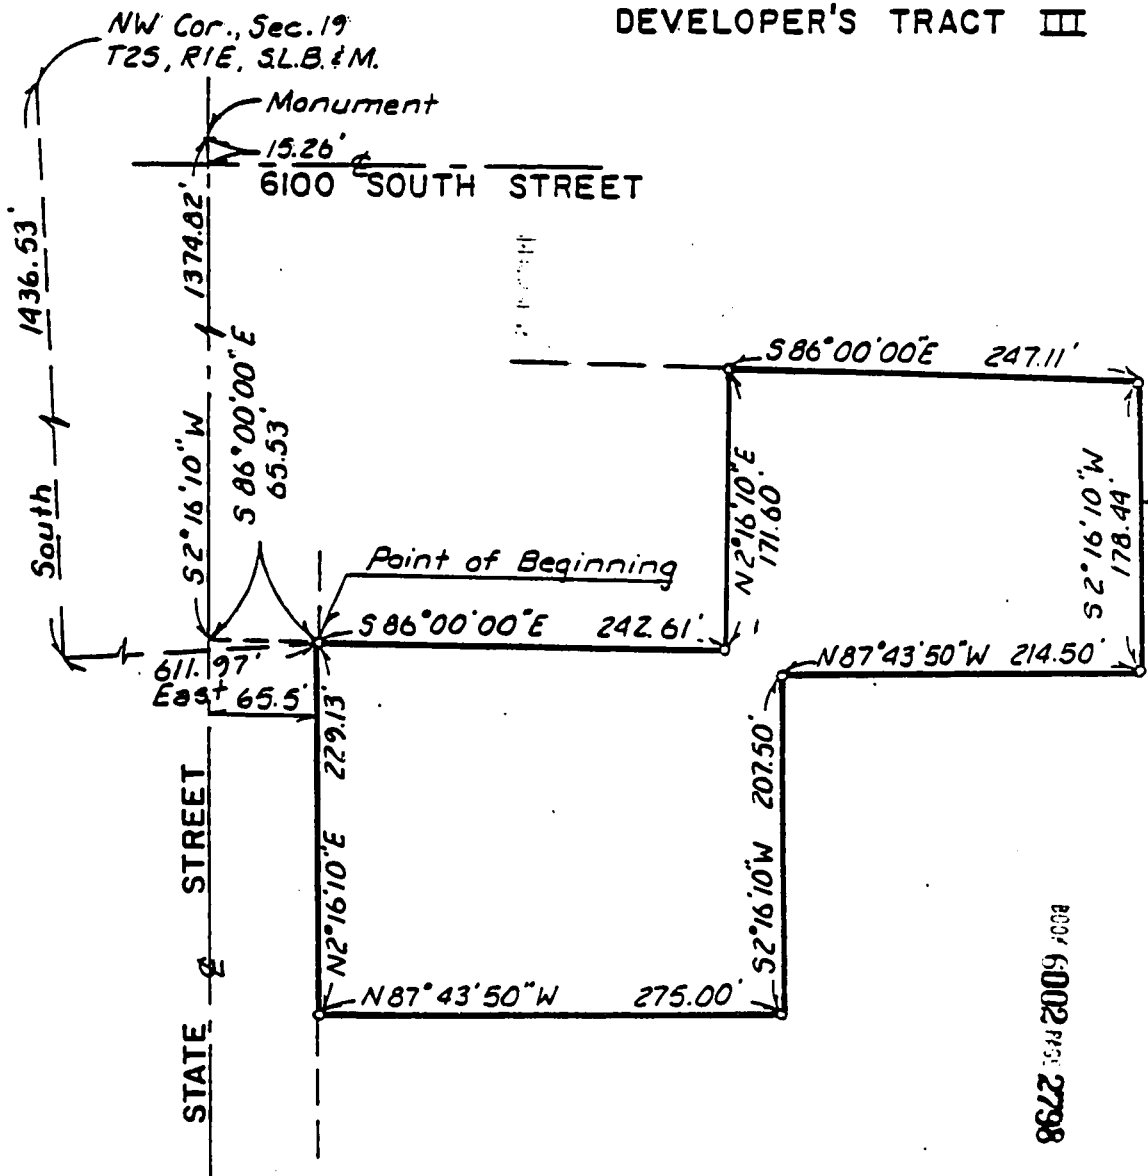 DEVELOPER'S TRACT III
NW Cor., Sec. 19
T2S, R1E, S.L.B. & M.
Monument
15.26'
℄
6100 SOUTH STREET
1436.53'
South
1374.82'
S2°16'10"W
S 86°00'00"E
65.53'
S86°00'00"E 247.11'
N2°16'10"E
171.60'
S2°16'10"W
178.44'
Point of Beginning
S86°00'00"E 242.61'
N87°43'50"W 214.50'
611.97'
East 65.5'
229.13'
N2°16'10"E
S2°16'10"W 207.50'
N87°43'50"W 275.00'
STATE ℄ STREET
BOOK 6002 PAGE 2798